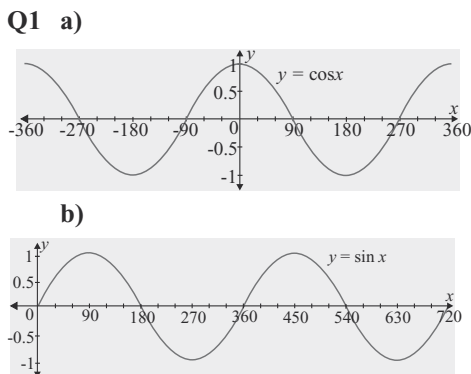 Q1 a)
y
1
y = cosx
0.5
x
-360 -270 -180 -90 0 90 180 270 360
-0.5
-1
b)
y
1
y = sin x
0.5
x
0 90 180 270 360 450 540 630 720
-0.5
-1